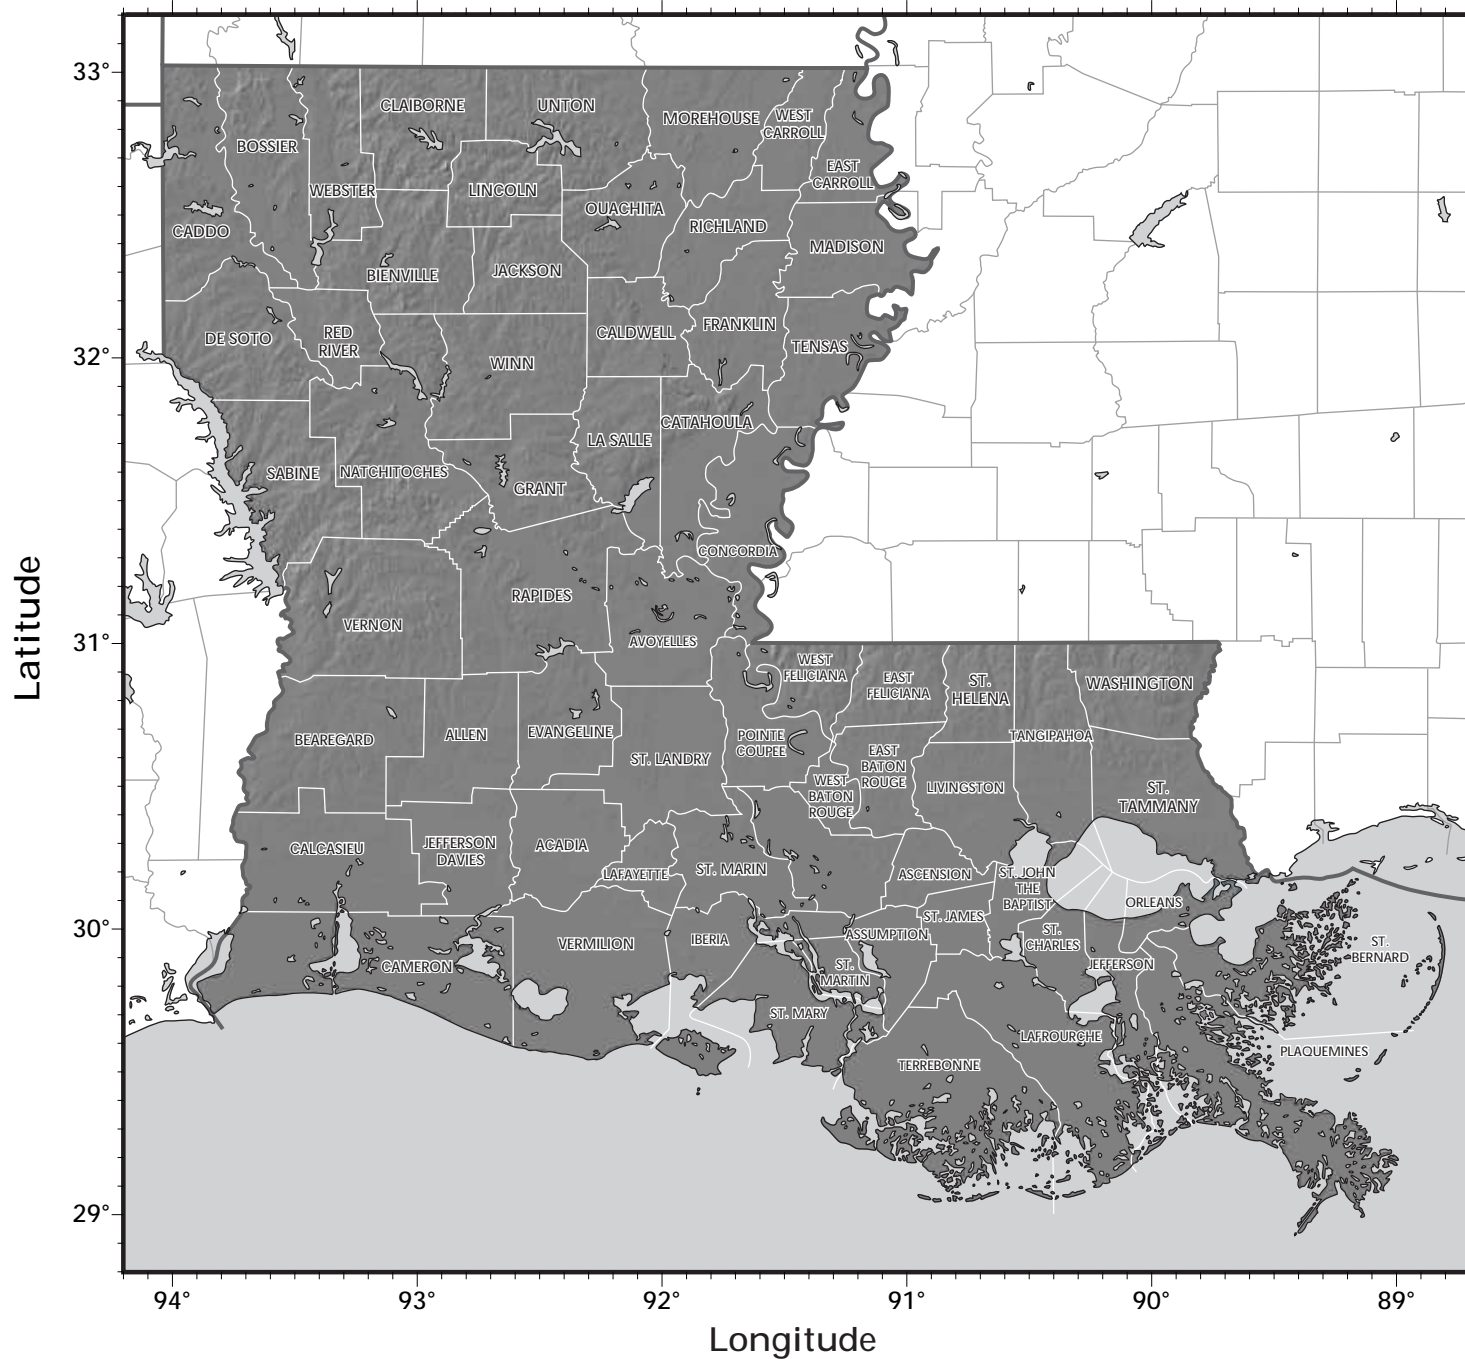 33°
CLAIBORNE
UNTON
MOREHOUSE
WEST
CARROLL
BOSSIER
EAST
CARROLL
WEBSTER
LINCOLN
OUACHITA
RICHLAND
CADDO
MADISON
BIENVILLE
JACKSON
DE SOTO
RED
RIVER
CALDWELL
FRANKLIN
TENSAS
32°
WINN
CATAHOULA
LA SALLE
SABINE
NATCHITOCHES
GRANT
CONCORDIA
Latitude
RAPIDES
VERNON
AVOYELLES
31°
WEST
FELICIANA
EAST
FELICIANA
ST.
HELENA
WASHINGTON
BEAREGARD
ALLEN
EVANGELINE
ST. LANDRY
POINTE
COUPEE
TANGIPAHOA
EAST
BATON
ROUGE
WEST
BATON
ROUGE
LIVINGSTON
ST.
TAMMANY
CALCASIEU
JEFFERSON
DAVIES
ACADIA
LAFAYETTE
ST. MARIN
ASCENSION
ST. JOHN
THE
BAPTIST
ORLEANS
30°
VERMILION
IBERIA
ASSUMPTION
ST. JAMES
ST.
CHARLES
JEFFERSON
ST.
BERNARD
CAMERON
ST.
MARTIN
ST. MARY
LAFROURCHE
PLAQUEMINES
TERREBONNE
29°
94°
93°
92°
91°
90°
89°
Longitude